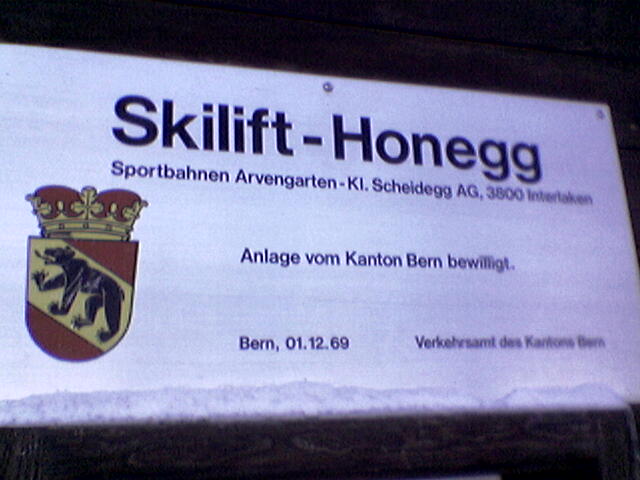 Skilift-Honegg
Sportbahnen Arvengarten-Kl. Scheidegg AG, 3800 Interlaken
Anlage vom Kanton Bern bewilligt.
Bern, 01.12.69 Verkehrsamt des Kantons Bern